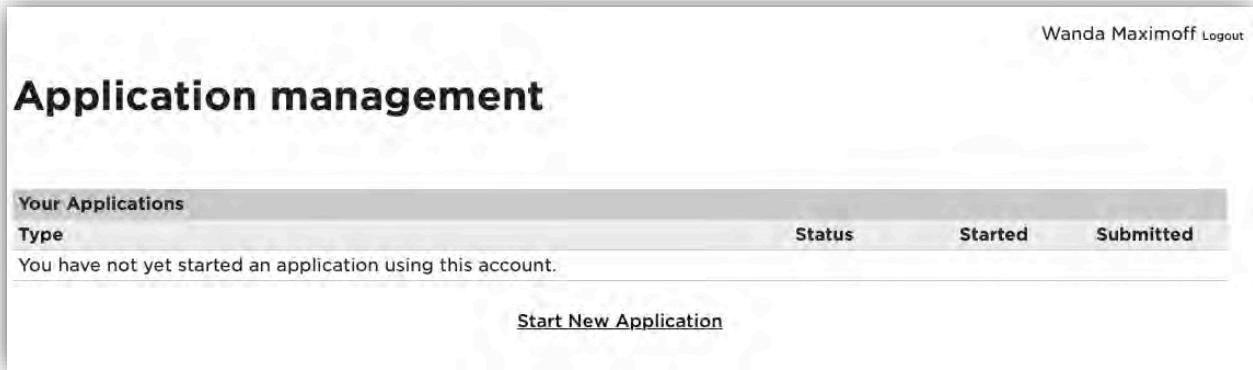 Wanda Maximoff Logout
Application management
Your Applications
Type Status Started Submitted
You have not yet started an application using this account.
Start New Application